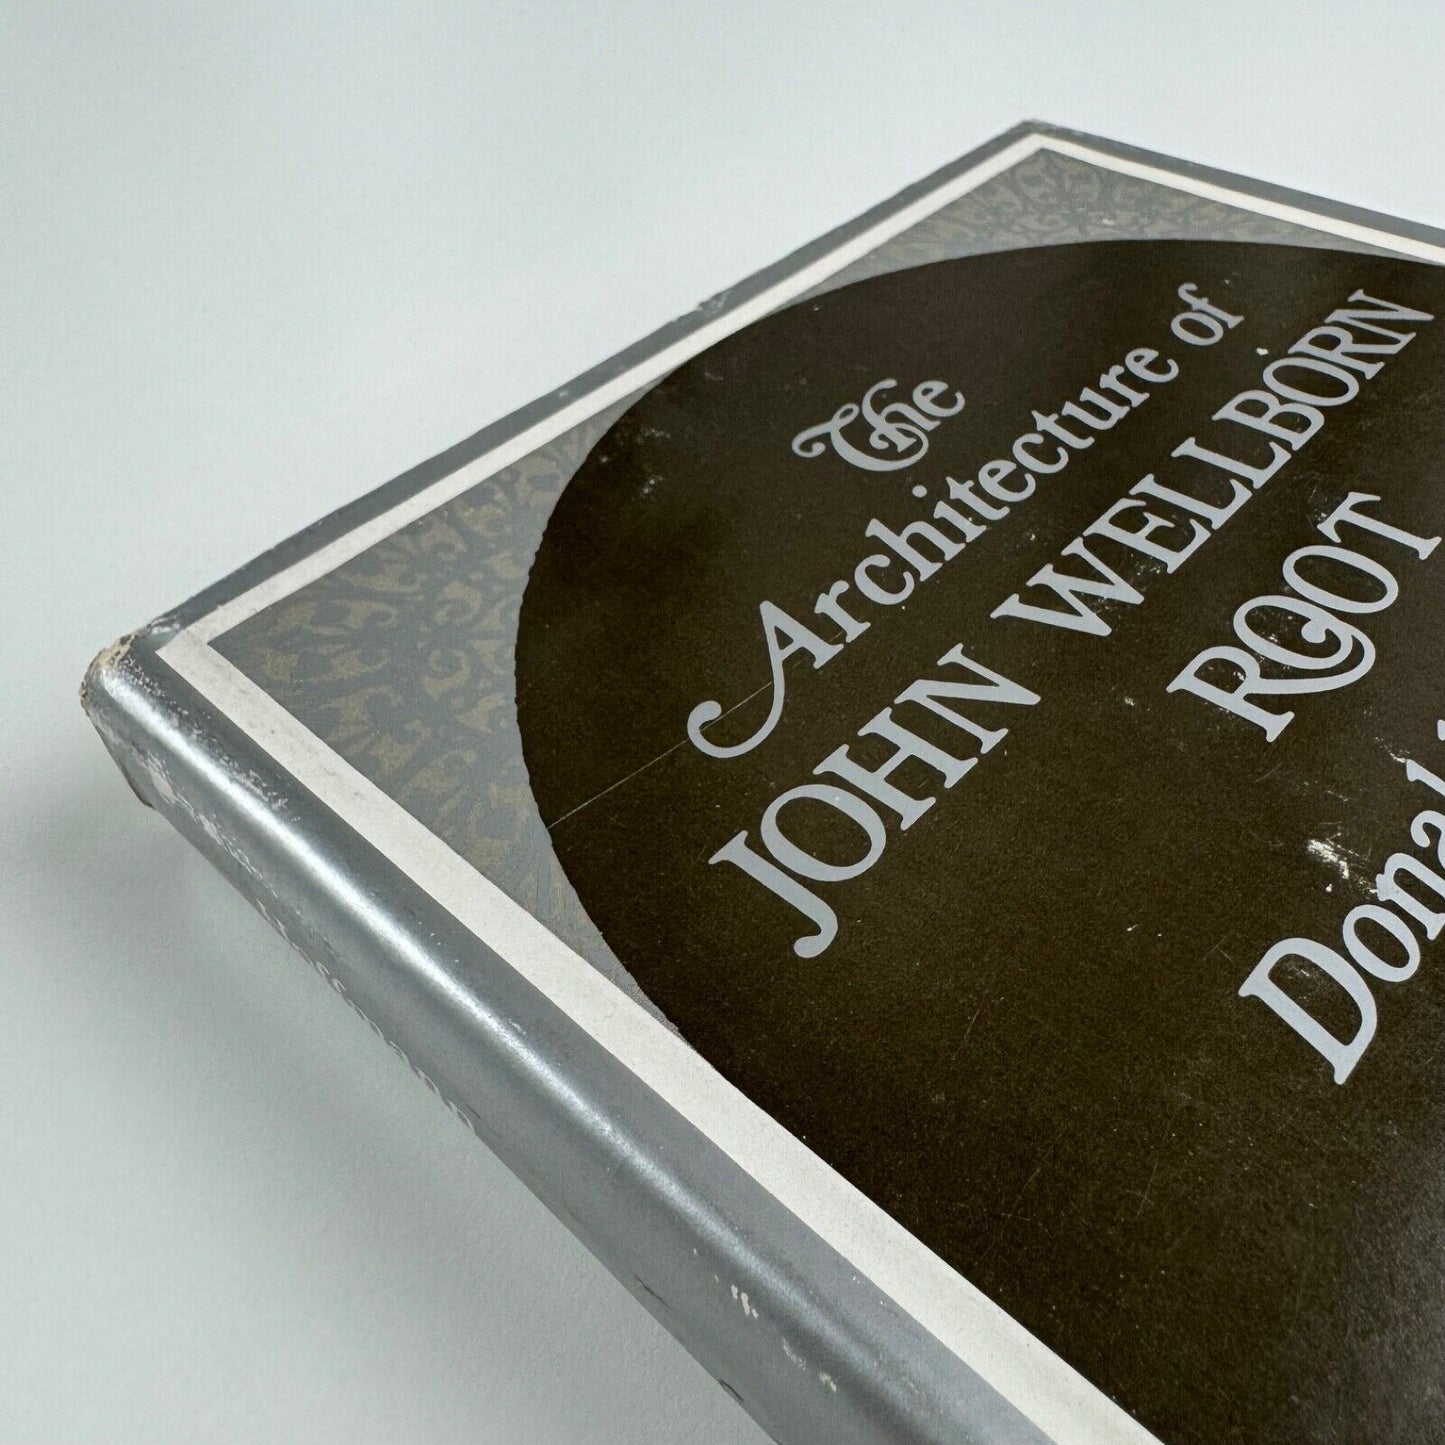 The
Architecture of
JOHN WELLBORN
ROOT